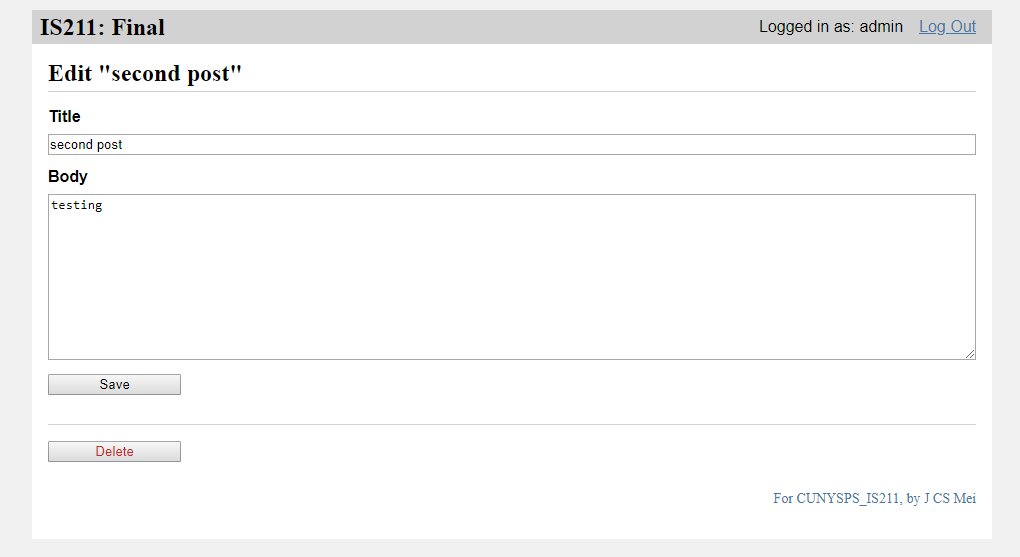 IS211: Final
Logged in as: admin Log Out
Edit "second post"
Title
second post
Body
testing
Save
Delete
For CUNYSPS_IS211, by J CS Mei